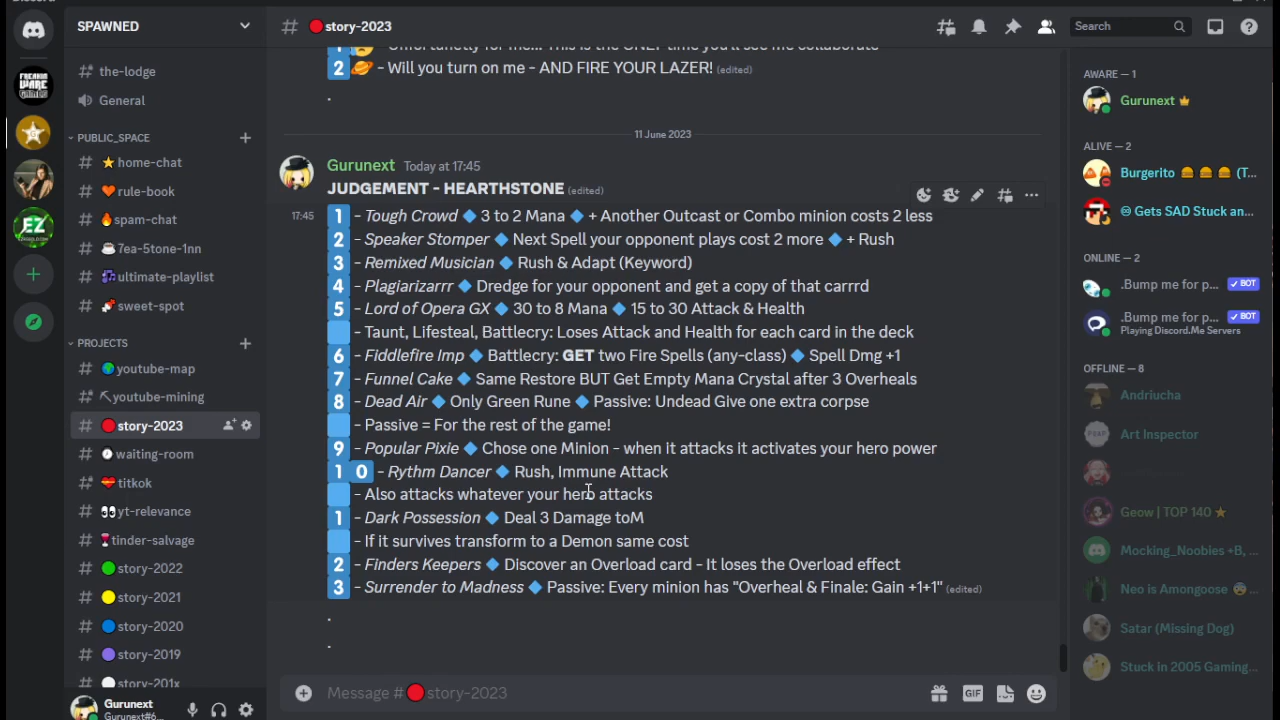 SPAWNED
# the-lodge
General
PUBLIC_SPACE
# home-chat
# rule-book
# spam-chat
# 7ea-5tone-1nn
# ultimate-playlist
# sweet-spot
PROJECTS
# youtube-map
# youtube-mining
# story-2023
# waiting-room
# titkok
# yt-relevance
# tinder-salvage
# story-2022
# story-2021
# story-2020
# story-2019
# story-201x
Gurunext
Gurunext#6...
FREAKIN WARE GAMES
EZ
# story-2023
Search
2 - Will you turn on me - AND FIRE YOUR LAZER! (edited)
.
11 June 2023
Gurunext Today at 17:45
JUDGEMENT - HEARTHSTONE (edited)
17:45
1 - Tough Crowd 🔷 3 to 2 Mana 🔷 + Another Outcast or Combo minion costs 2 less
2 - Speaker Stomper 🔷 Next Spell your opponent plays cost 2 more 🔷 + Rush
3 - Remixed Musician 🔷 Rush & Adapt (Keyword)
4 - Plagiarizarrr 🔷 Dredge for your opponent and get a copy of that carrrd
5 - Lord of Opera GX 🔷 30 to 8 Mana 🔷 15 to 30 Attack & Health
- Taunt, Lifesteal, Battlecry: Loses Attack and Health for each card in the deck
6 - Fiddlefire Imp 🔷 Battlecry: GET two Fire Spells (any-class) 🔷 Spell Dmg +1
7 - Funnel Cake 🔷 Same Restore BUT Get Empty Mana Crystal after 3 Overheals
8 - Dead Air 🔷 Only Green Rune 🔷 Passive: Undead Give one extra corpse
- Passive = For the rest of the game!
9 - Popular Pixie 🔷 Chose one Minion - when it attacks it activates your hero power
1 0 - Rythm Dancer 🔷 Rush, Immune Attack
- Also attacks whatever your hero attacks
1 - Dark Possession 🔷 Deal 3 Damage toM
- If it survives transform to a Demon same cost
2 - Finders Keepers 🔷 Discover an Overload card - It loses the Overload effect
3 - Surrender to Madness 🔷 Passive: Every minion has "Overheal & Finale: Gain +1+1" (edited)
.
.
Message # story-2023
GIF
AWARE — 1
Gurunext
ALIVE — 2
Burgerito 🍔 🍔 🍔 (T...
♾ Gets SAD Stuck an...
ONLINE — 2
.Bump me for p... ✓ BOT
.Bump me for p... ✓ BOT
Playing Discord.Me Servers
OFFLINE — 8
Andriucha
Art Inspector
Geow | TOP 140
Mocking_Noobies +B, ...
Neo is Amongoose ...
Satar (Missing Dog)
Stuck in 2005 Gaming...